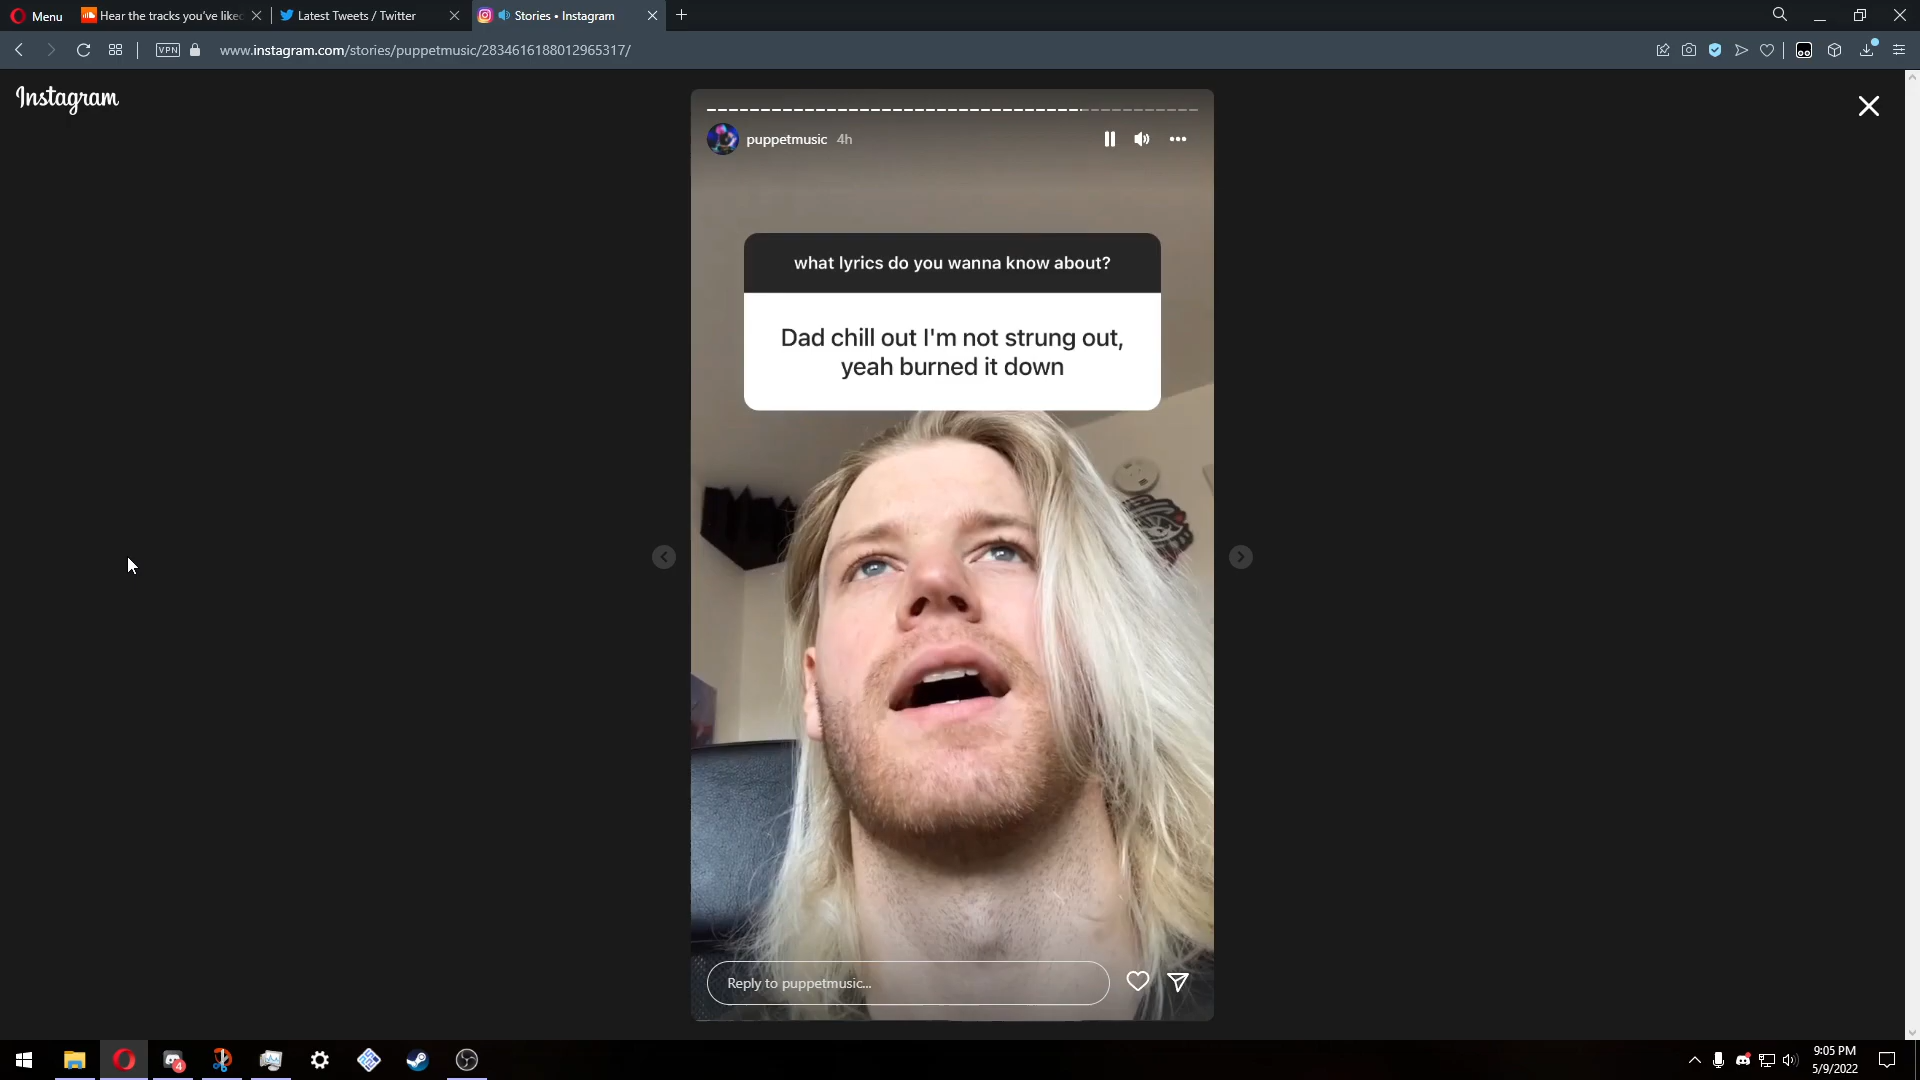 Menu
Hear the tracks you've liked
Latest Tweets / Twitter
Stories • Instagram
VPN
www.instagram.com/stories/puppetmusic/2834616188012965317/
Instagram
puppetmusic 4h
what lyrics do you wanna know about?
Dad chill out I'm not strung out,
yeah burned it down
Reply to puppetmusic...
4
9:05 PM
5/9/2022